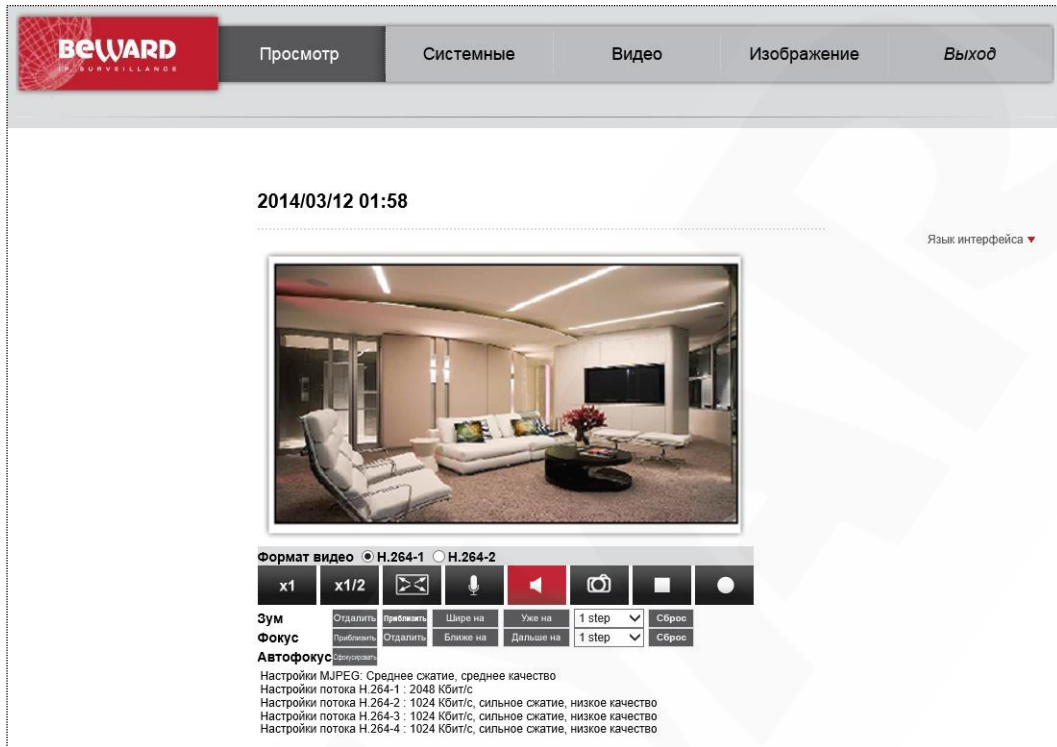 BEWARD
IP SURVEILLANCE
Просмотр
Системные
Видео
Изображение
Выход
2014/03/12 01:58
Язык интерфейса
Формат видео H.264-1 H.264-2
x1 x1/2
Зум Отдалить Приблизить Шире на Уже на 1 step Сброс
Фокус Приблизить Отдалить Ближе на Дальше на 1 step Сброс
Автофокус Сфокусировать
Настройки MJPEG: Среднее сжатие, среднее качество
Настройки потока H.264-1 : 2048 Кбит/с
Настройки потока H.264-2 : 1024 Кбит/с, сильное сжатие, низкое качество
Настройки потока H.264-3 : 1024 Кбит/с, сильное сжатие, низкое качество
Настройки потока H.264-4 : 1024 Кбит/с, сильное сжатие, низкое качество